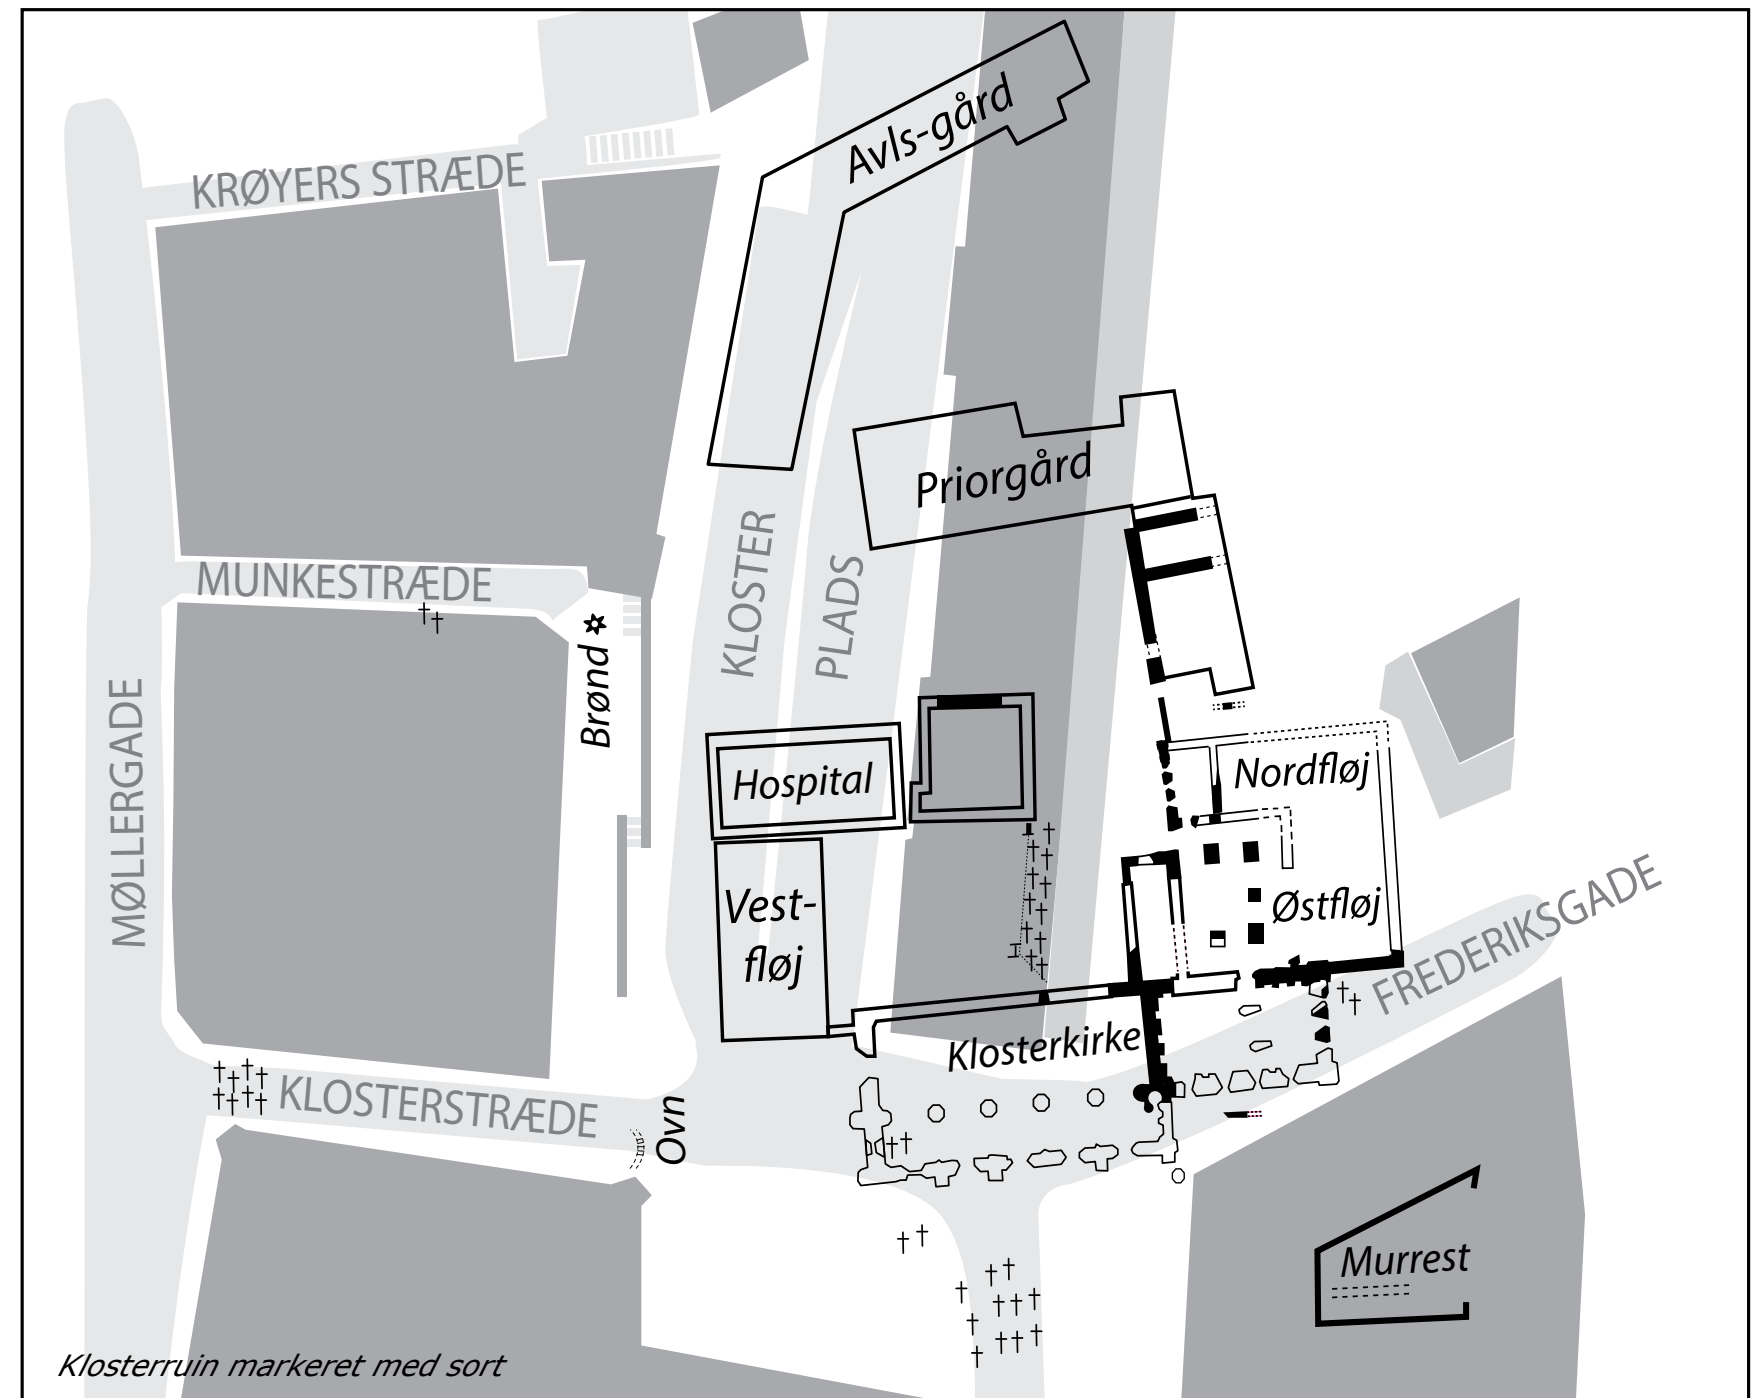 Avls-gård
KRØYERS STRÆDE
Priorgård
KLOSTER
PLADS
MUNKESTRÆDE
Brønd
MØLLERGADE
Hospital
Nordfløj
Vest-
fløj
Østfløj
FREDERIKSGADE
Klosterkirke
KLOSTERSTRÆDE
Ovn
Murrest
Klosterruin markeret med sort